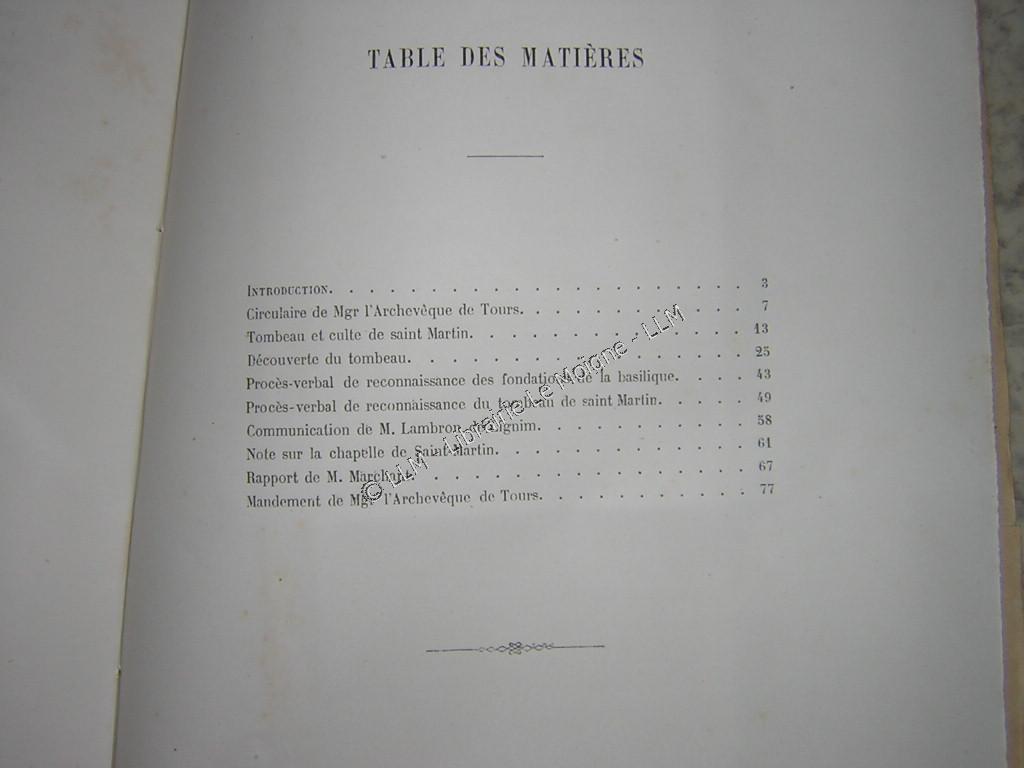 TABLE DES MATIÈRES
INTRODUCTION. . . . . . . . . . . . . . . . . . . . 3
Circulaire de Mgr l'Archevêque de Tours. . . . . . . . . . . 7
Tombeau et culte de saint Martin. . . . . . . . . . . . . 13
Découverte du tombeau. . . . . . . . . . . . . . . . 25
Procès-verbal de reconnaissance des fondations de la basilique. . . . 43
Procès-verbal de reconnaissance du tombeau de saint Martin. . . . . 49
Communication de M. Lambron de Lignim. . . . . . . . . . 58
Note sur la chapelle de Saint-Martin. . . . . . . . . . . . 61
Rapport de M. . . . . . . . . . . . . . . . . 67
Mandement de Mgr l'Archevêque de Tours. . . . . . . . . . 77
© LLM - Librairie Le Moigne - LLM